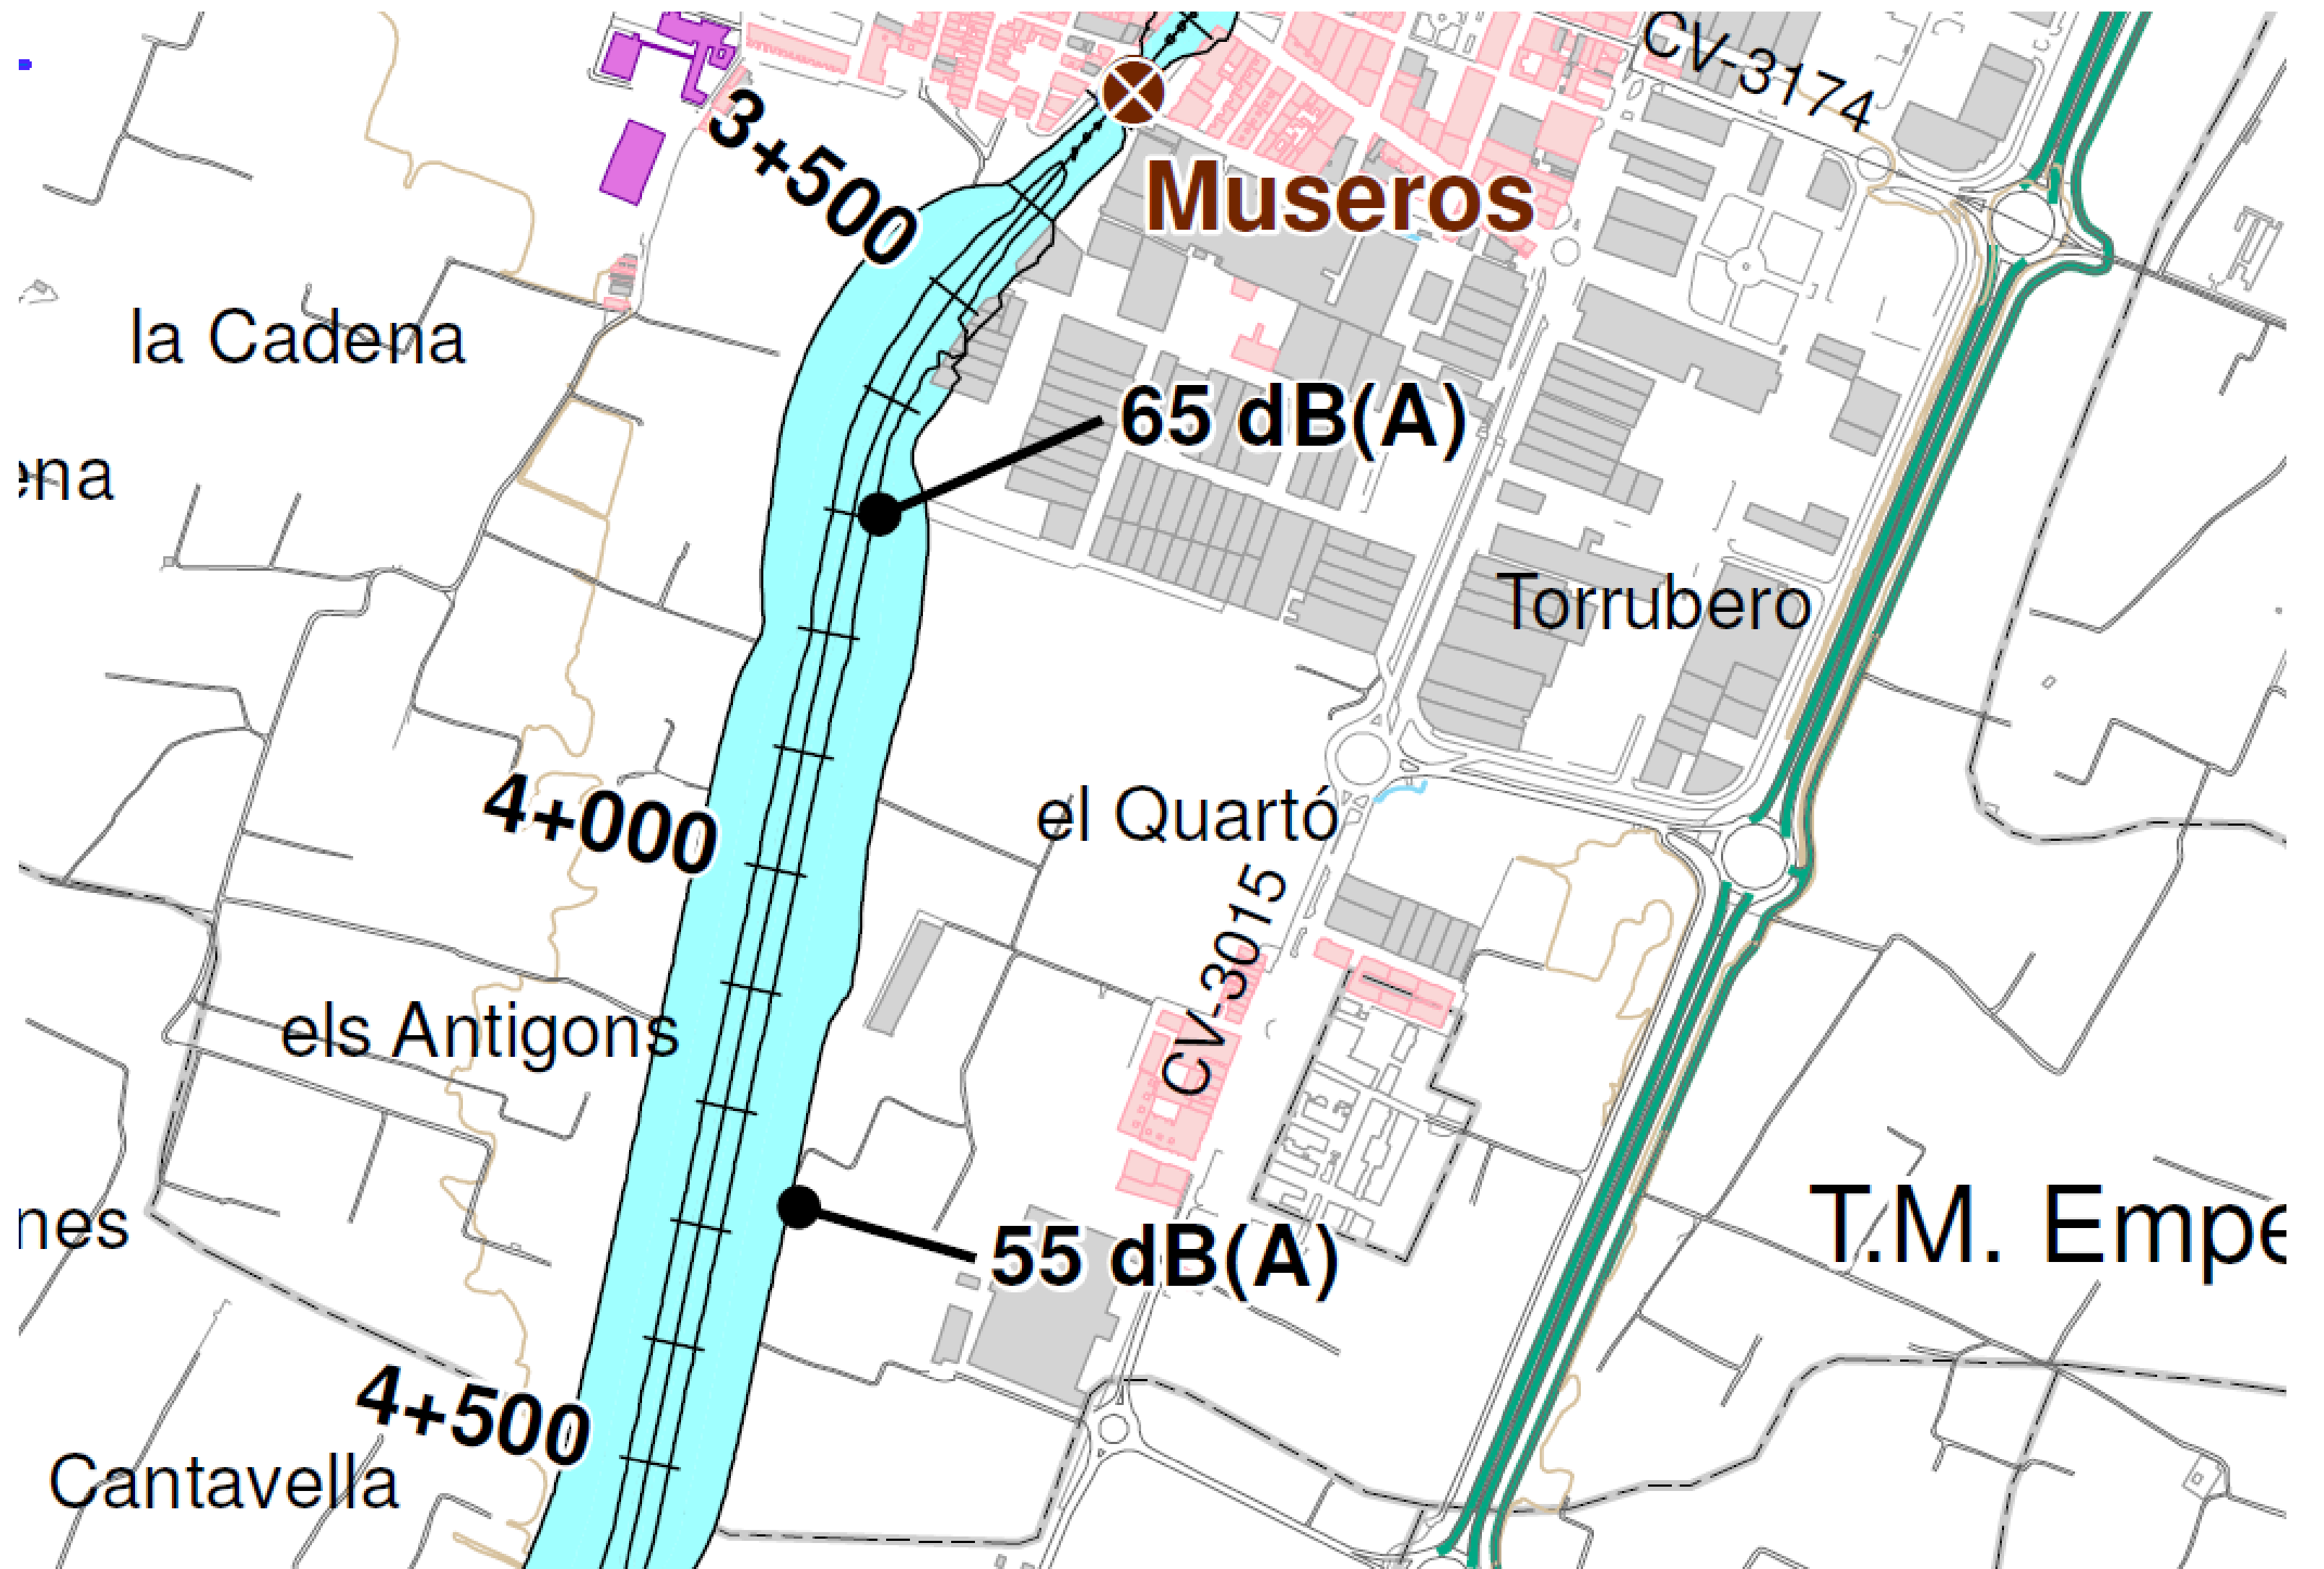 CV-3174
3+500
Museros
la Cadena
65 dB(A)
ena
Torrubero
4+000
el Quartó
CV-3015
els Antigons
T.M. Empe
nes
55 dB(A)
4+500
Cantavella